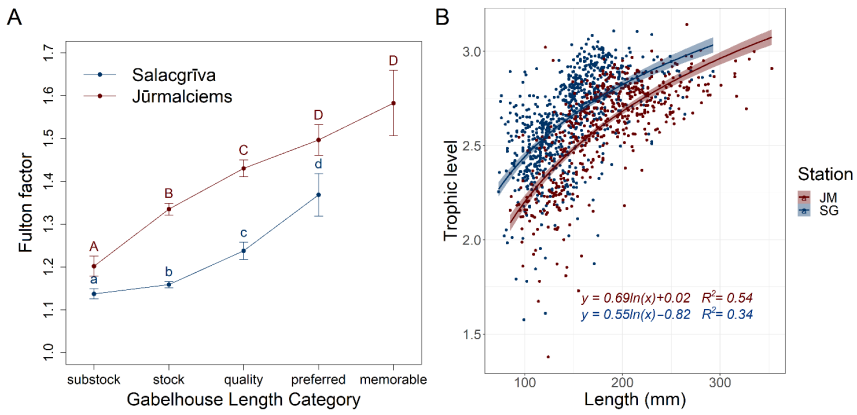 A
Salacgrīva
Jūrmalciems
Fulton factor
1.7
1.6
1.5
1.4
1.3
1.2
1.1
1.0
A
B
C
D
D
a
b
c
d
substock stock quality preferred memorable
Gabelhouse Length Category
B
Trophic level
3.0
2.5
2.0
1.5
y = 0.69ln(x)+0.02 R²= 0.54
y = 0.55ln(x)−0.82 R²= 0.34
100 200 300
Length (mm)
Station
JM
SG